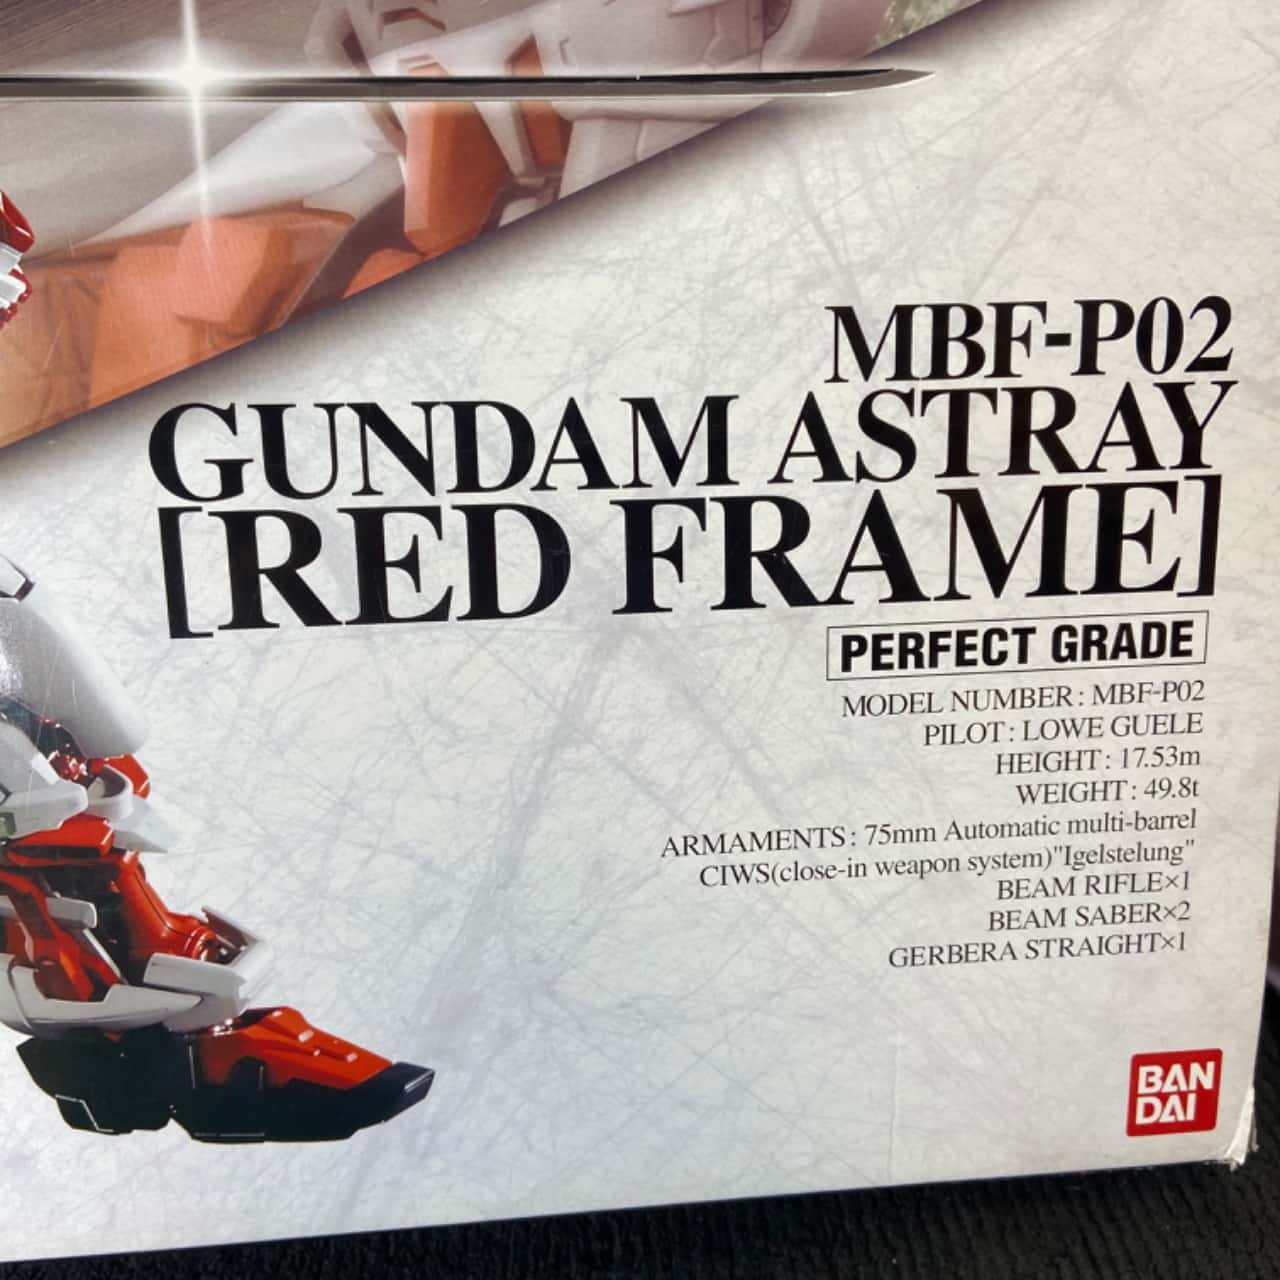 MBF-P02
GUNDAM ASTRAY
[RED FRAME]
PERFECT GRADE
MODEL NUMBER : MBF-P02
PILOT : LOWE GUELE
HEIGHT : 17.53m
WEIGHT : 49.8t
ARMAMENTS : 75mm Automatic multi-barrel
CIWS(close-in weapon system)"Igelstelung"
BEAM RIFLE×1
BEAM SABER×2
GERBERA STRAIGHT×1
BAN
DAI